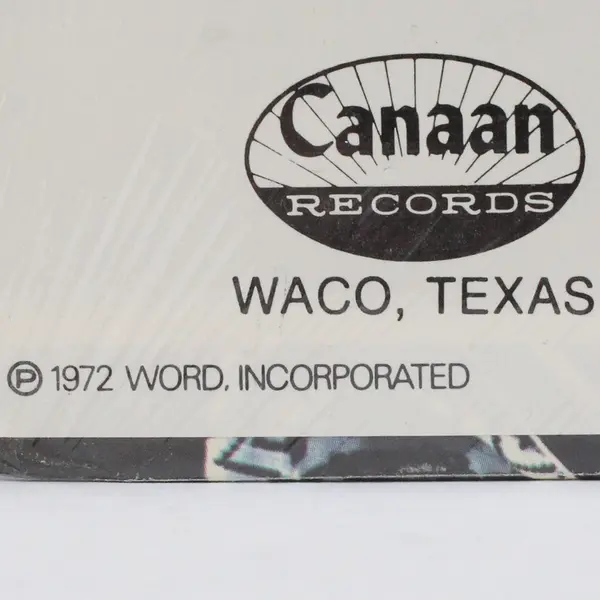 Canaan
RECORDS
WACO, TEXAS
Ⓟ 1972 WORD, INCORPORATED